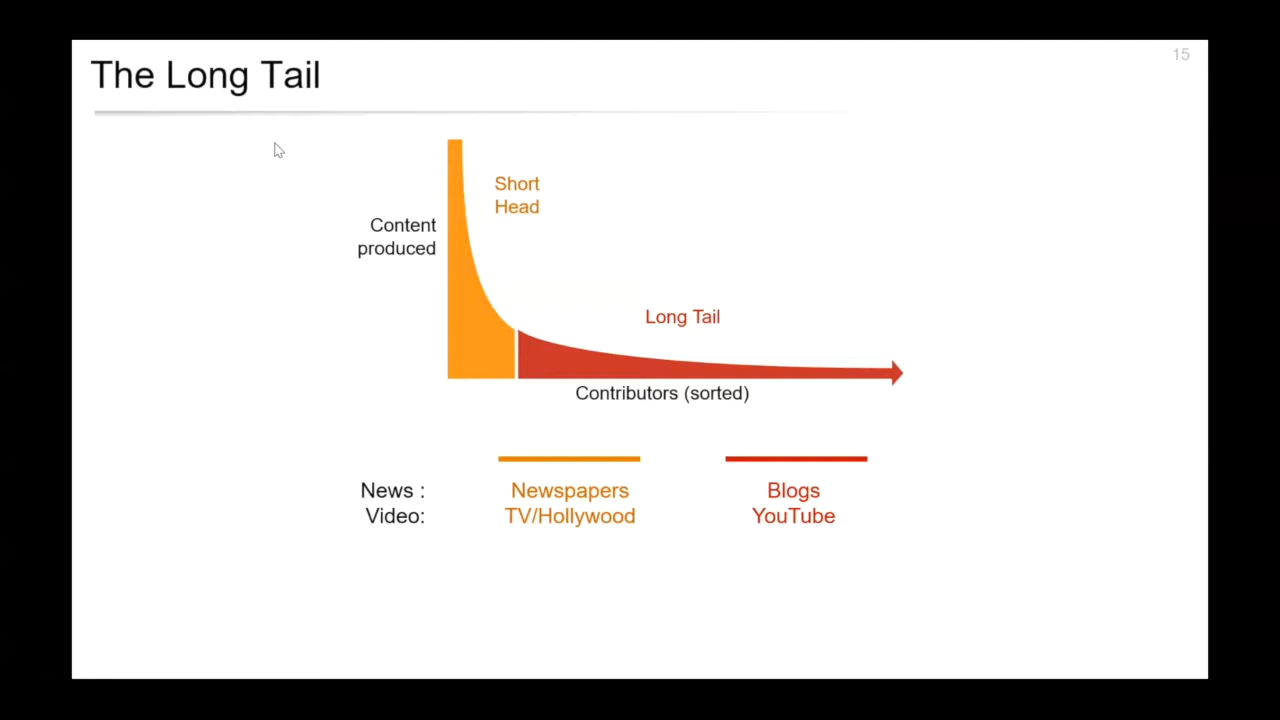 15
The Long Tail
Short
Head
Content
produced
Long Tail
Contributors (sorted)
News : Newspapers Blogs
Video: TV/Hollywood YouTube